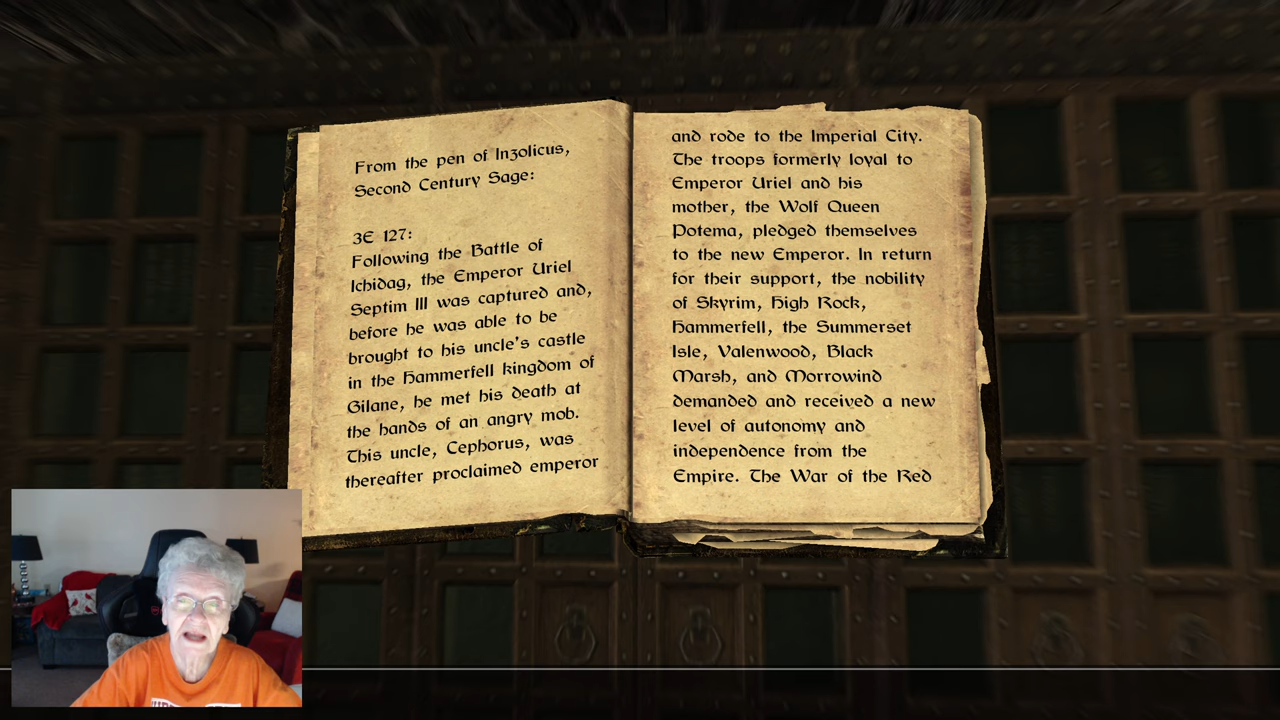 From the pen of Inzolicus,
Second Century Sage:
3E 127:
Following the Battle of
Ichidag, the Emperor Uriel
Septim III was captured and,
before he was able to be
brought to his uncle's castle
in the Hammerfell kingdom of
Gilane, he met his death at
the hands of an angry mob.
This uncle, Cephorus, was
thereafter proclaimed emperor
and rode to the Imperial City.
The troops formerly loyal to
Emperor Uriel and his
mother, the Wolf Queen
Potema, pledged themselves
to the new Emperor. In return
for their support, the nobility
of Skyrim, High Rock,
Hammerfell, the Summerset
Isle, Valenwood, Black
Marsh, and Morrowind
demanded and received a new
level of autonomy and
independence from the
Empire. The War of the Red